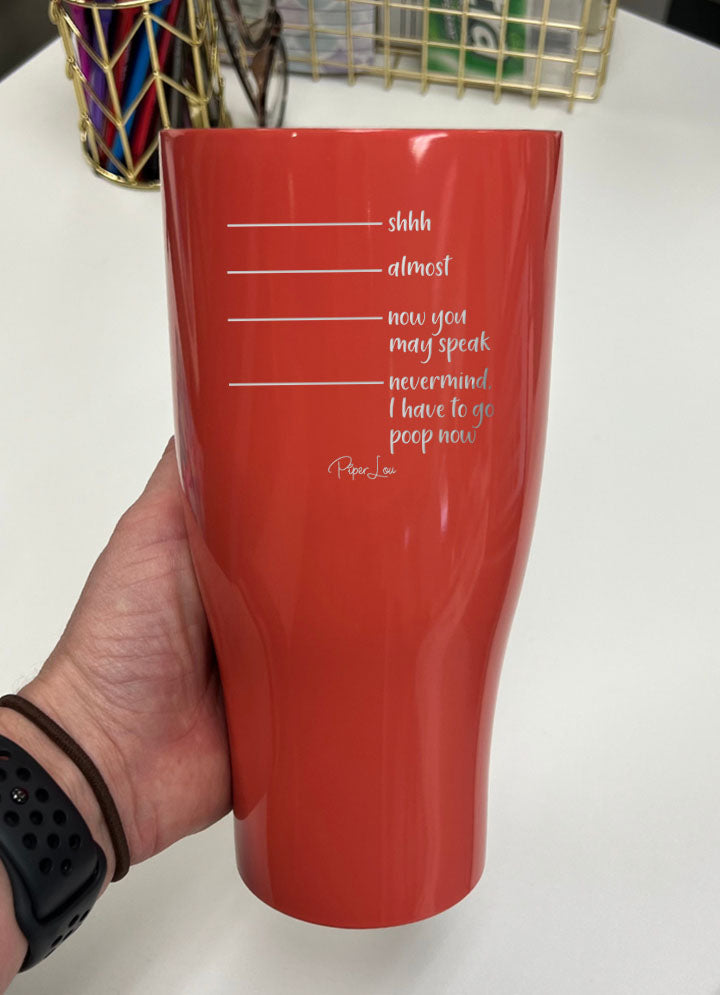 shhh
almost
now you
may speak
nevermind,
I have to go
poop now
Piper Lou